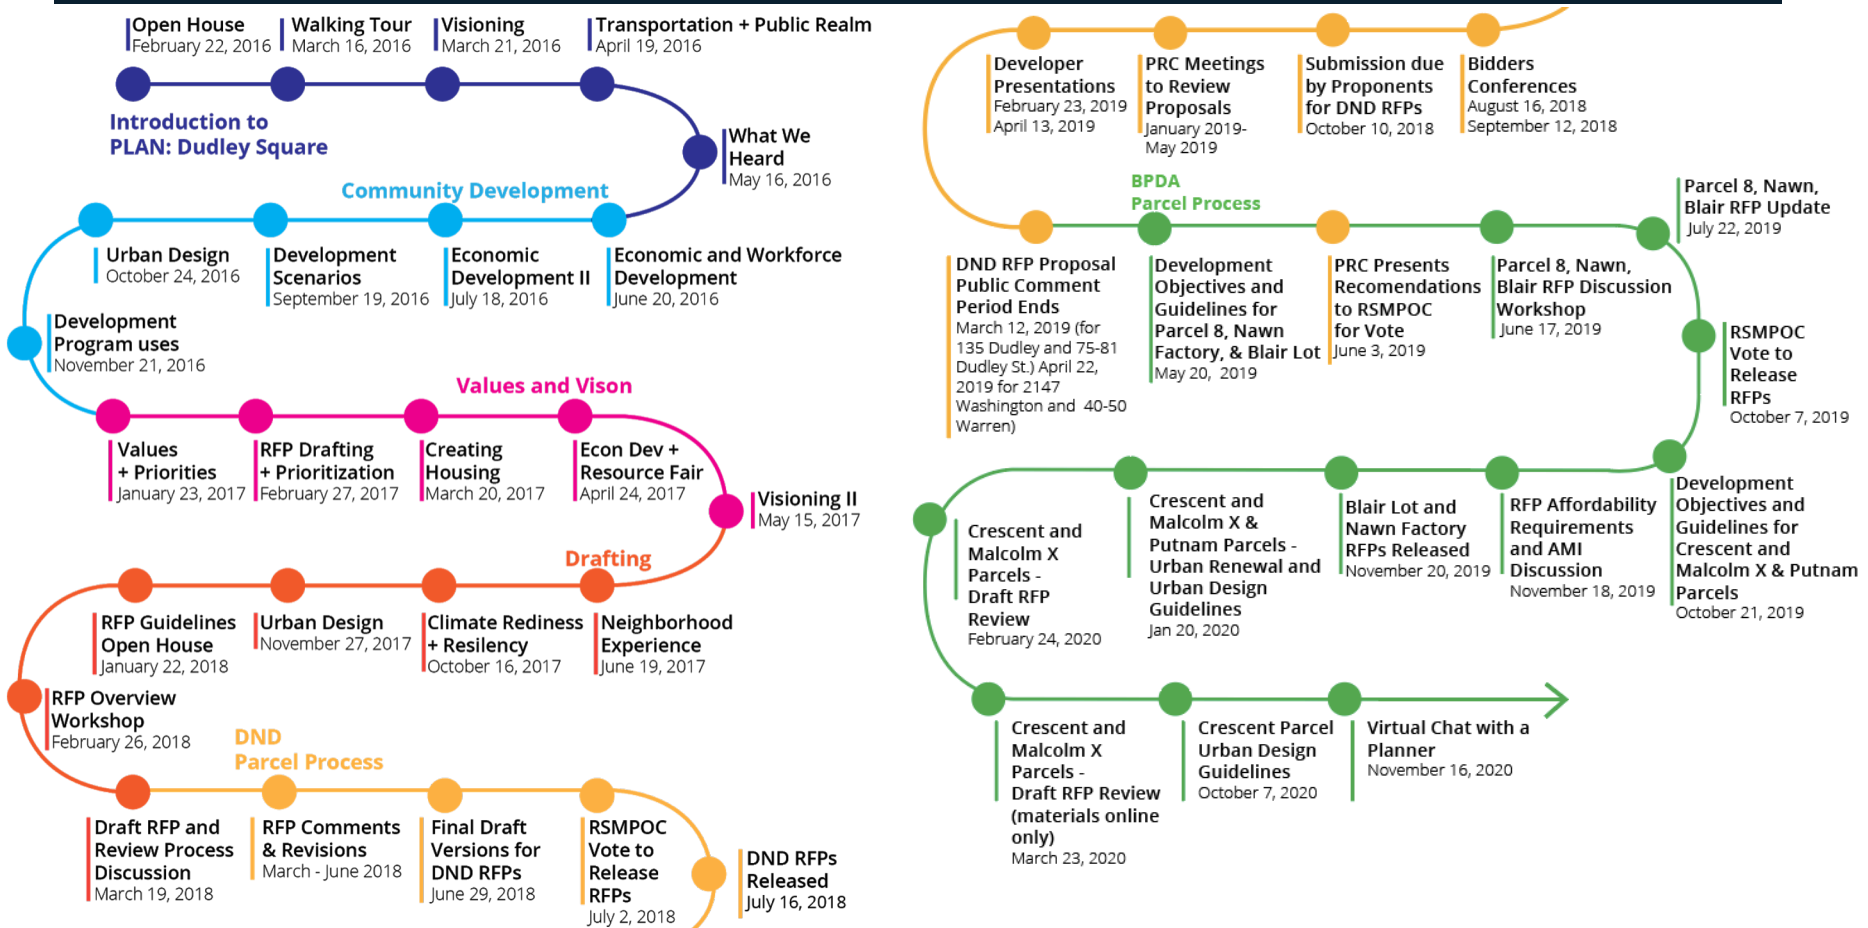 Open House
February 22, 2016
Walking Tour
March 16, 2016
Visioning
March 21, 2016
Transportation + Public Realm
April 19, 2016
Introduction to
PLAN: Dudley Square
What We
Heard
May 16, 2016
Community Development
Urban Design
October 24, 2016
Development
Scenarios
September 19, 2016
Economic
Development II
July 18, 2016
Economic and Workforce
Development
June 20, 2016
Development
Program uses
November 21, 2016
Values and Vison
Values
+ Priorities
January 23, 2017
RFP Drafting
+ Prioritization
February 27, 2017
Creating
Housing
March 20, 2017
Econ Dev +
Resource Fair
April 24, 2017
Visioning II
May 15, 2017
Drafting
RFP Guidelines
Open House
January 22, 2018
Urban Design
November 27, 2017
Climate Rediness
+ Resilency
October 16, 2017
Neighborhood
Experience
June 19, 2017
RFP Overview
Workshop
February 26, 2018
DND
Parcel Process
Draft RFP and
Review Process
Discussion
March 19, 2018
RFP Comments
& Revisions
March - June 2018
Final Draft
Versions for
DND RFPs
June 29, 2018
RSMPOC
Vote to
Release
RFPs
July 2, 2018
DND RFPs
Released
July 16, 2018
Developer
Presentations
February 23, 2019
April 13, 2019
PRC Meetings
to Review
Proposals
January 2019-
May 2019
Submission due
by Proponents
for DND RFPs
October 10, 2018
Bidders
Conferences
August 16, 2018
September 12, 2018
BPDA
Parcel Process
DND RFP Proposal
Public Comment
Period Ends
March 12, 2019 (for
135 Dudley and 75-81
Dudley St.) April 22,
2019 for 2147
Washington and 40-50
Warren)
Development
Objectives and
Guidelines for
Parcel 8, Nawn
Factory, & Blair Lot
May 20, 2019
PRC Presents
Recomendations
to RSMPOC
for Vote
June 3, 2019
Parcel 8, Nawn,
Blair RFP Discussion
Workshop
June 17, 2019
Parcel 8, Nawn,
Blair RFP Update
July 22, 2019
RSMPOC
Vote to
Release
RFPs
October 7, 2019
Crescent and
Malcolm X
Parcels -
Draft RFP
Review
February 24, 2020
Crescent and
Malcolm X &
Putnam Parcels -
Urban Renewal and
Urban Design
Guidelines
Jan 20, 2020
Blair Lot and
Nawn Factory
RFPs Released
November 20, 2019
RFP Affordability
Requirements
and AMI
Discussion
November 18, 2019
Development
Objectives and
Guidelines for
Crescent and
Malcolm X & Putnam
Parcels
October 21, 2019
Crescent and
Malcolm X
Parcels -
Draft RFP Review
(materials online
only)
March 23, 2020
Crescent Parcel
Urban Design
Guidelines
October 7, 2020
Virtual Chat with a
Planner
November 16, 2020